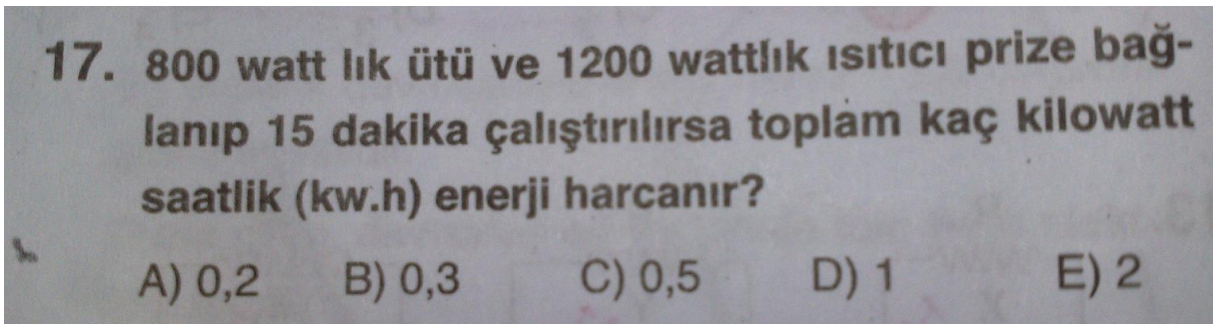 17. 800 watt lık ütü ve 1200 wattlık ısıtıcı prize bağ-
lanıp 15 dakika çalıştırılırsa toplam kaç kilowatt
saatlik (kw.h) enerji harcanır?
A) 0,2 B) 0,3 C) 0,5 D) 1 E) 2